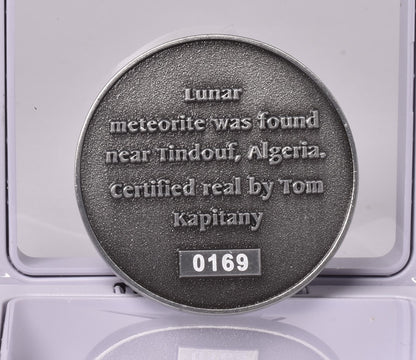 Lunar
meteorite was found
near Tindouf, Algeria.
Certified real by Tom
Kapitany
0169